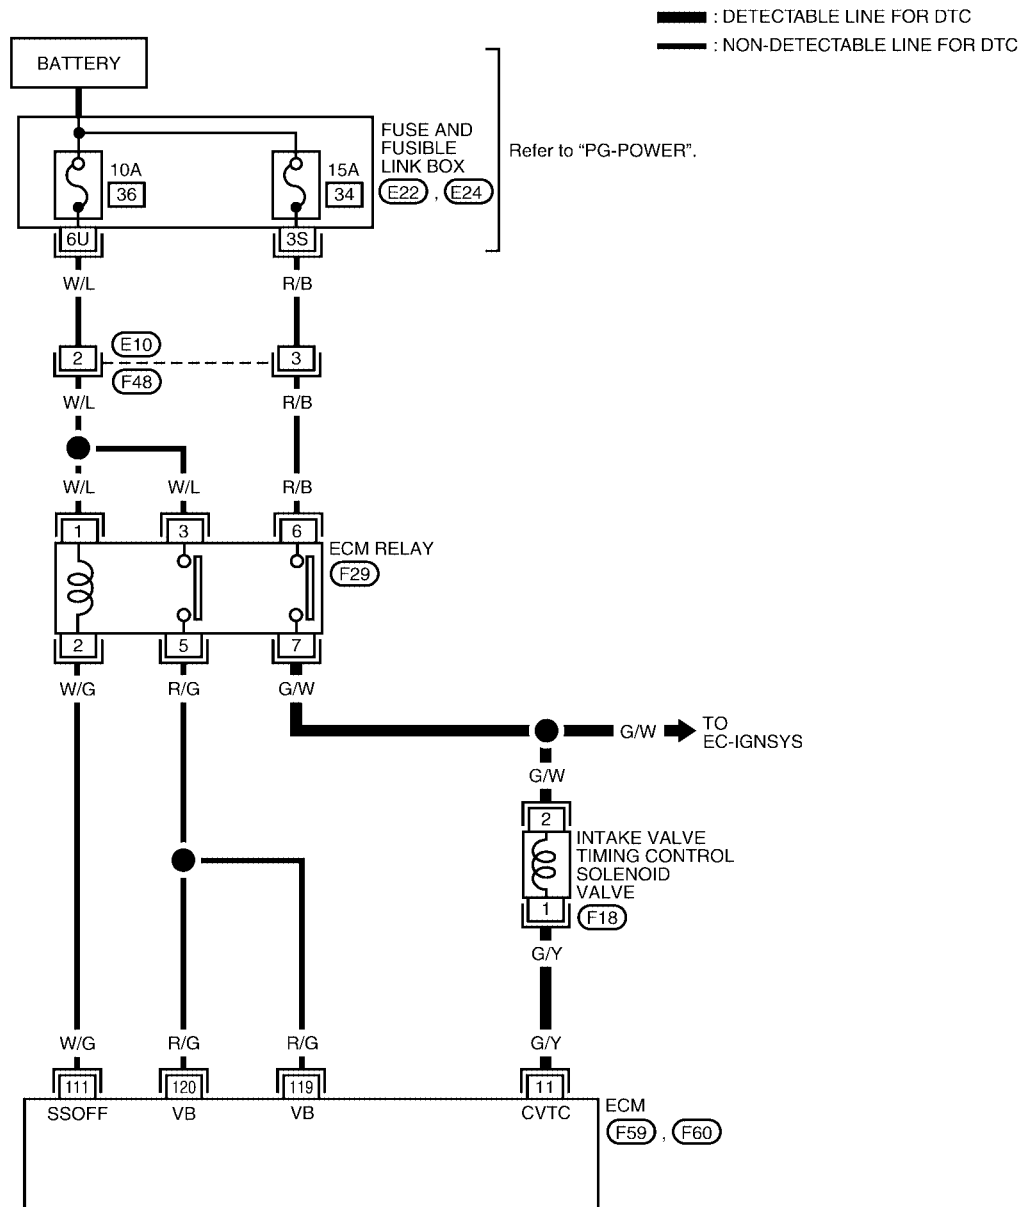 : DETECTABLE LINE FOR DTC
: NON-DETECTABLE LINE FOR DTC
BATTERY
FUSE AND
FUSIBLE
LINK BOX
E22 , E24
Refer to “PG-POWER”.
10A
36
15A
34
6U
3S
W/L
R/B
2
E10
F48
3
W/L
R/B
W/L
W/L
R/B
1
3
6
ECM RELAY
F29
2
5
7
W/G
R/G
G/W
G/W
TO
EC-IGNSYS
G/W
2
INTAKE VALVE
TIMING CONTROL
SOLENOID
VALVE
F18
1
G/Y
W/G
R/G
R/G
G/Y
111
120
119
11
SSOFF
VB
VB
CVTC
ECM
F59 , F60